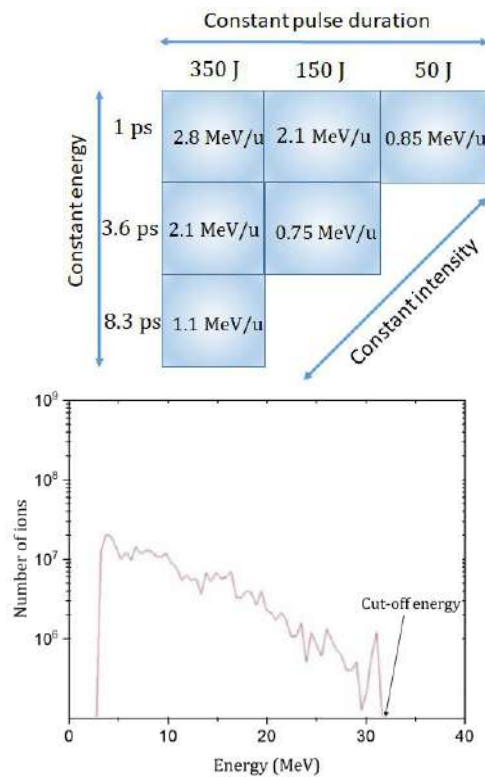 Constant pulse duration
350 J 150 J 50 J
1 ps 2.8 MeV/u 2.1 MeV/u 0.85 MeV/u
Constant energy
3.6 ps 2.1 MeV/u 0.75 MeV/u
8.3 ps 1.1 MeV/u
Constant intensity
10⁹
10⁸
10⁷
10⁶
Number of ions
Cut-off energy
0 10 20 30 40
Energy (MeV)